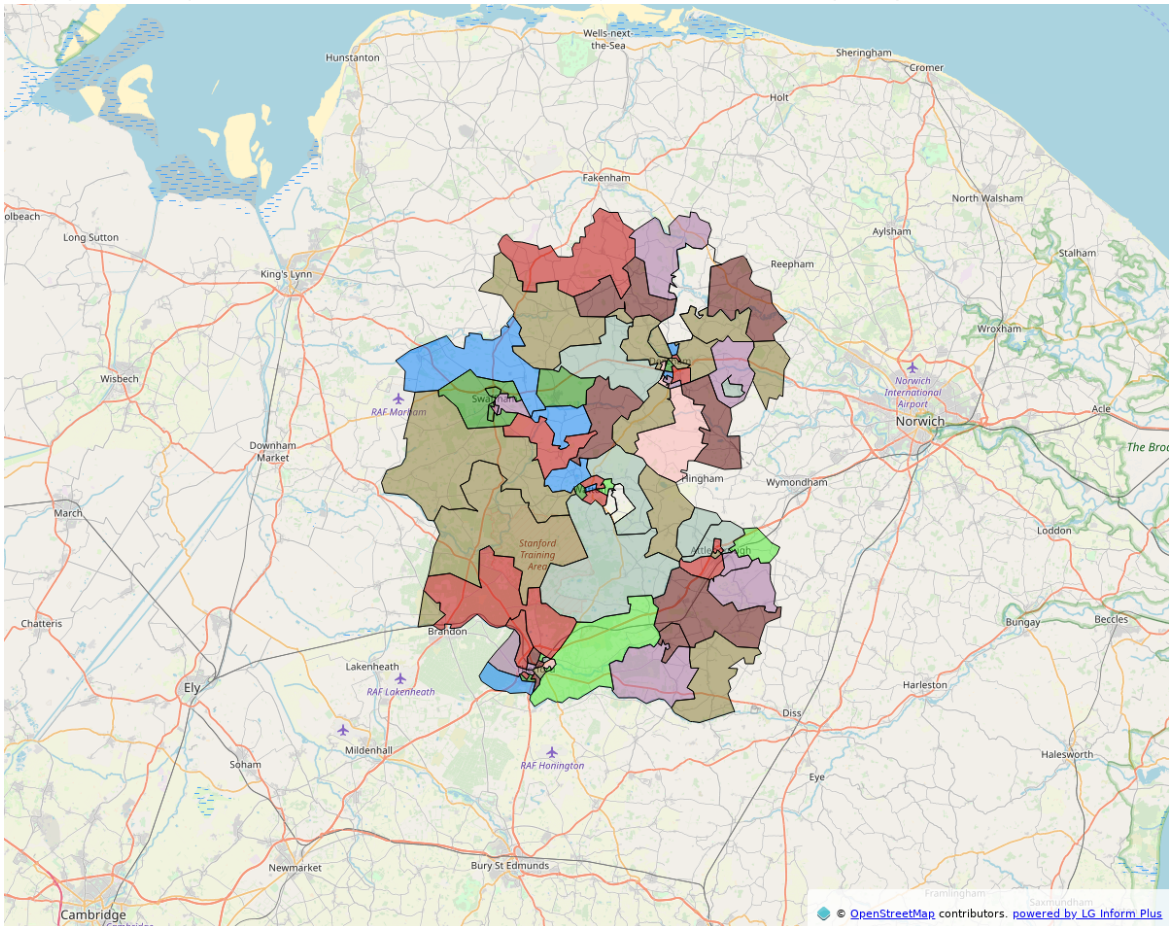 Wells-next-
the-Sea
Hunstanton
Sheringham
Cromer
Holt
Fakenham
North Walsham
olbeach
Long Sutton
Aylsham
Stalham
King's Lynn
Reepham
Wroxham
Wisbech
Norwich
International
Airport
RAF Marham
Acle
Norwich
Downham
Market
The Broa
Hingham
Wymondham
March
Loddon
Stanford
Training
Area
Chatteris
Brandon
Bungay
Beccles
Lakenheath
Ely
RAF Lakenheath
Harleston
Diss
Mildenhall
Soham
RAF Honington
Halesworth
Eye
Newmarket
Bury St Edmunds
Framlingham
Saxmundham
Cambridge
© OpenStreetMap contributors. powered by LG Inform Plus